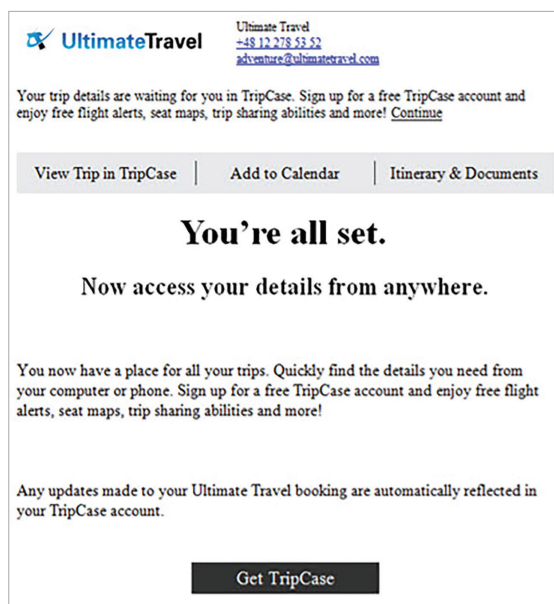 UltimateTravel
Ultimate Travel
+48 12 278 53 52
adventure@ultimatetravel.com
Your trip details are waiting for you in TripCase. Sign up for a free TripCase account and
enjoy free flight alerts, seat maps, trip sharing abilities and more! Continue
View Trip in TripCase | Add to Calendar | Itinerary & Documents
You're all set.
Now access your details from anywhere.
You now have a place for all your trips. Quickly find the details you need from
your computer or phone. Sign up for a free TripCase account and enjoy free flight
alerts, seat maps, trip sharing abilities and more!
Any updates made to your Ultimate Travel booking are automatically reflected in
your TripCase account.
Get TripCase